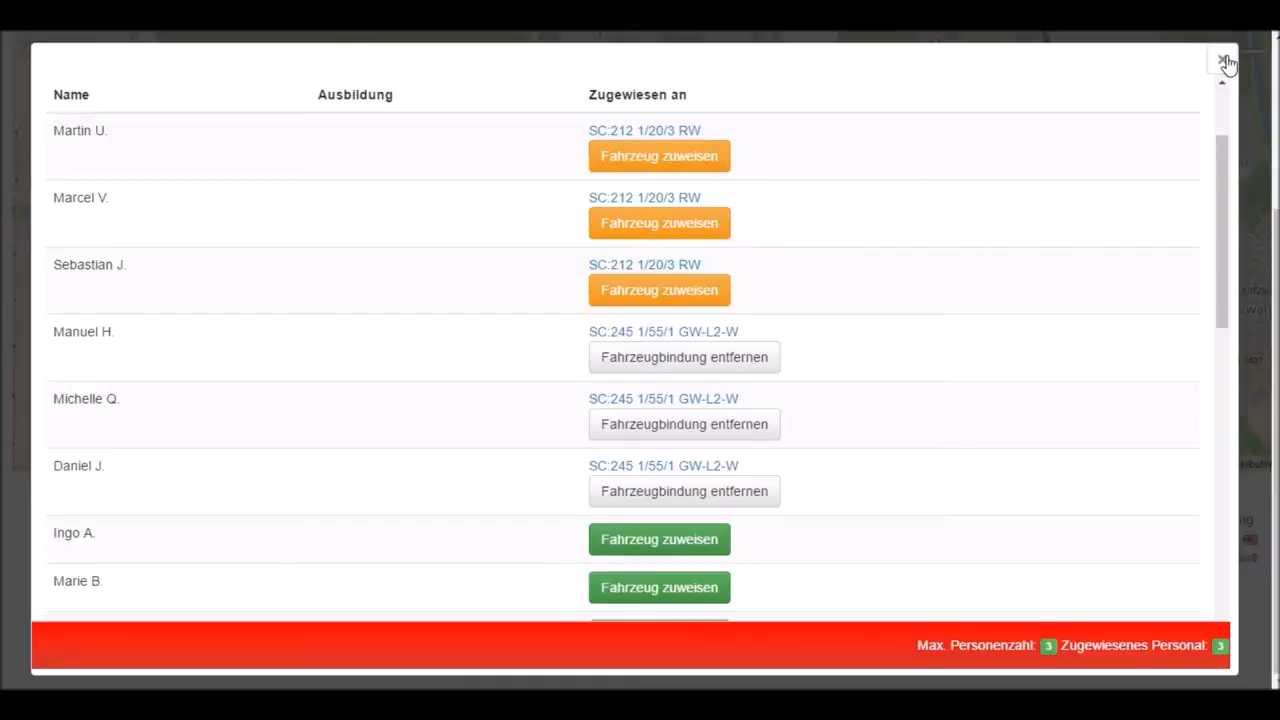 Name Ausbildung Zugewiesen an
Martin U. SC:212 1/20/3 RW
Fahrzeug zuweisen
Marcel V. SC:212 1/20/3 RW
Fahrzeug zuweisen
Sebastian J. SC:212 1/20/3 RW
Fahrzeug zuweisen
Manuel H. SC:245 1/55/1 GW-L2-W
Fahrzeugbindung entfernen
Michelle Q. SC:245 1/55/1 GW-L2-W
Fahrzeugbindung entfernen
Daniel J. SC:245 1/55/1 GW-L2-W
Fahrzeugbindung entfernen
Ingo A. Fahrzeug zuweisen
Marie B. Fahrzeug zuweisen
Max. Personenzahl: 3 Zugewiesenes Personal: 3